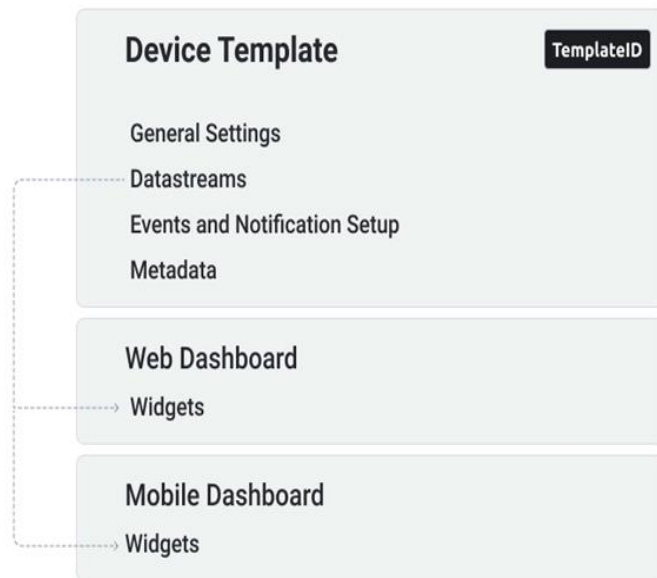 Device Template
TemplateID
General Settings
Datastreams
Events and Notification Setup
Metadata
Web Dashboard
Widgets
Mobile Dashboard
Widgets